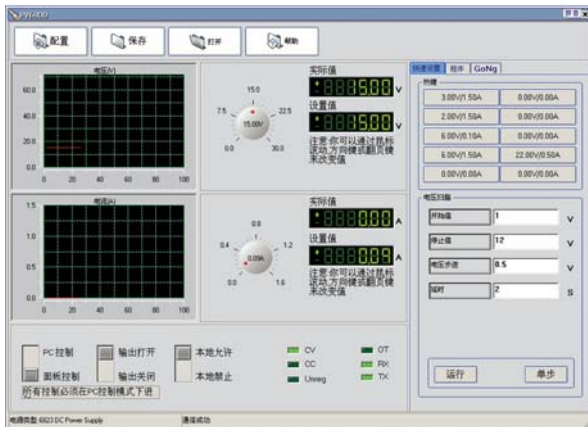 PV6800
配置
保存
打开
帮助
电压(V)
60.0
40.0
20.0
0.0
0 20 40 60 80 100
15.0
7.5
22.5
15.00V
0.0
30.0
实际值
15.00 V
设置值
15.00 V
注意:你可以通过鼠标
滚动,方向键或翻页键
来改变值
电流(A)
1.5
1.0
0.5
0.0
0 20 40 60 80 100
0.8
0.4
1.2
0.09A
0.0
1.6
实际值
0.00 A
设置值
0.09 A
注意:你可以通过鼠标
滚动,方向键或翻页键
来改变值
快速设置 程序 GoNg
热键
3.00V/1.50A 0.00V/0.00A
2.00V/1.50A 0.00V/0.00A
6.00V/0.10A 0.00V/0.00A
6.00V/1.50A 22.00V/0.50A
0.00V/0.00A 0.00V/0.00A
电压扫描
开始值 1 V
停止值 12 V
电压步进 0.5 V
延时 2 S
运行 单步
PC控制 输出打开 本地允许
面板控制 输出关闭 本地禁止
所有控制必须在PC控制模式下进
CV OT
CC RX
Unreg TX
电源类型: 6823 DC Power Supply 通信成功